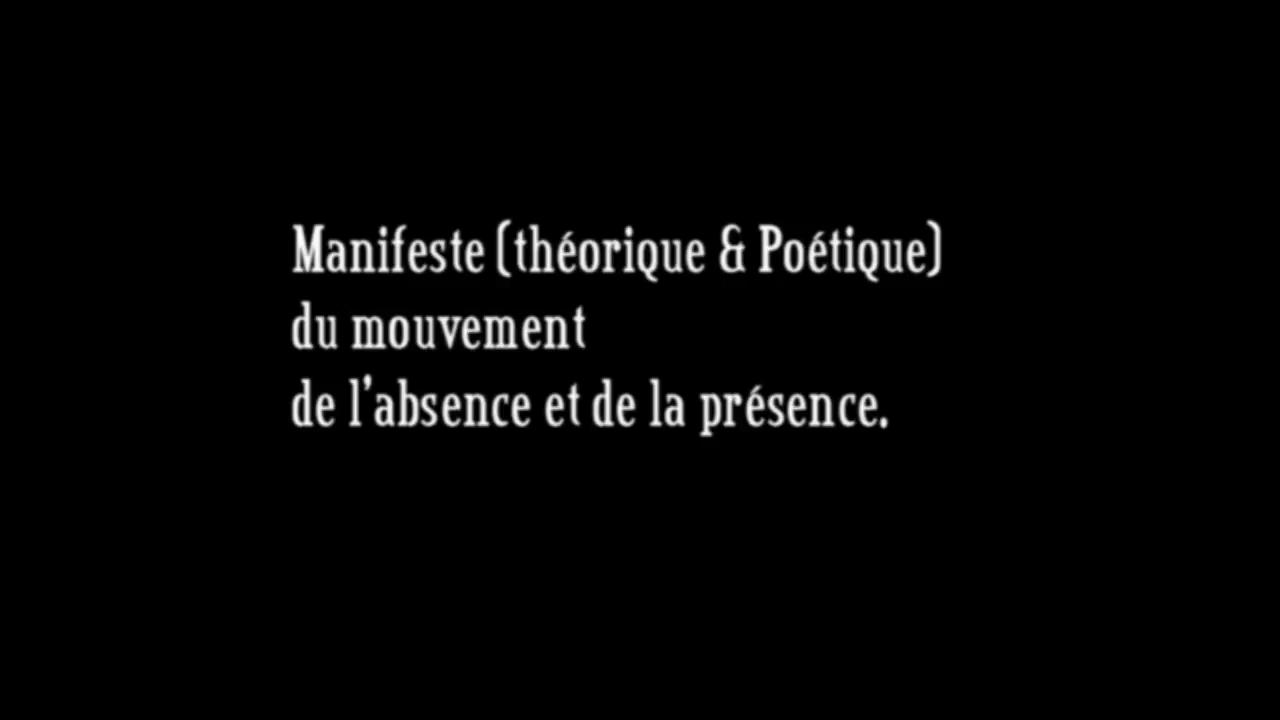 Manifeste (théorique & Poétique)
du mouvement
de l'absence et de la présence.